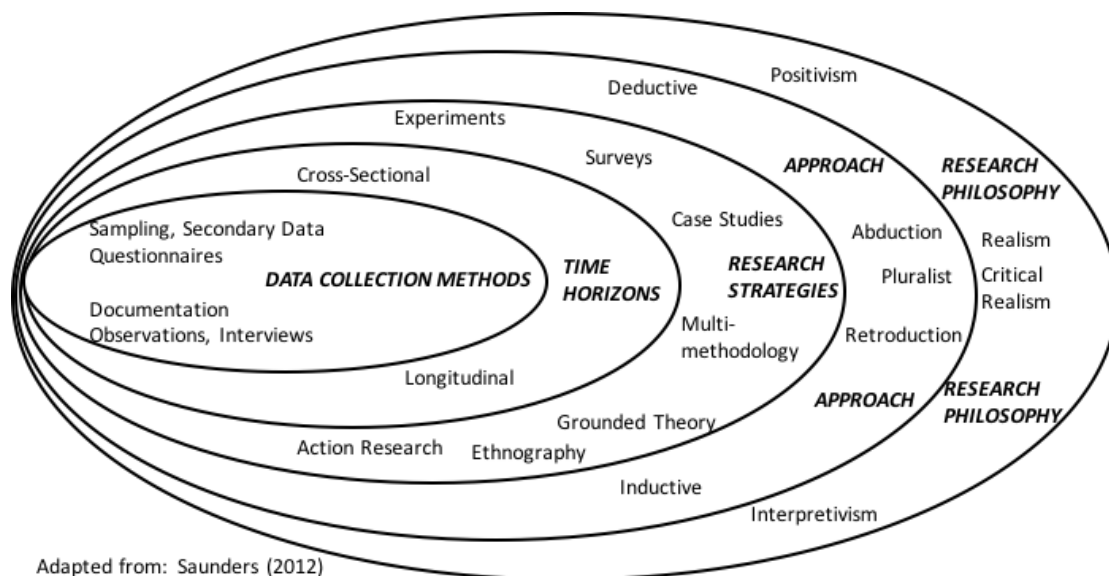 Positivism
Deductive
Experiments
Surveys
APPROACH
RESEARCH
PHILOSOPHY
Cross-Sectional
Case Studies
Sampling, Secondary Data
Questionnaires
Abduction
Realism
DATA COLLECTION METHODS
TIME
HORIZONS
RESEARCH
STRATEGIES
Pluralist
Critical
Realism
Documentation
Observations, Interviews
Multi-
methodology
Retroduction
Longitudinal
APPROACH
RESEARCH
PHILOSOPHY
Grounded Theory
Action Research
Ethnography
Inductive
Interpretivism
Adapted from: Saunders (2012)